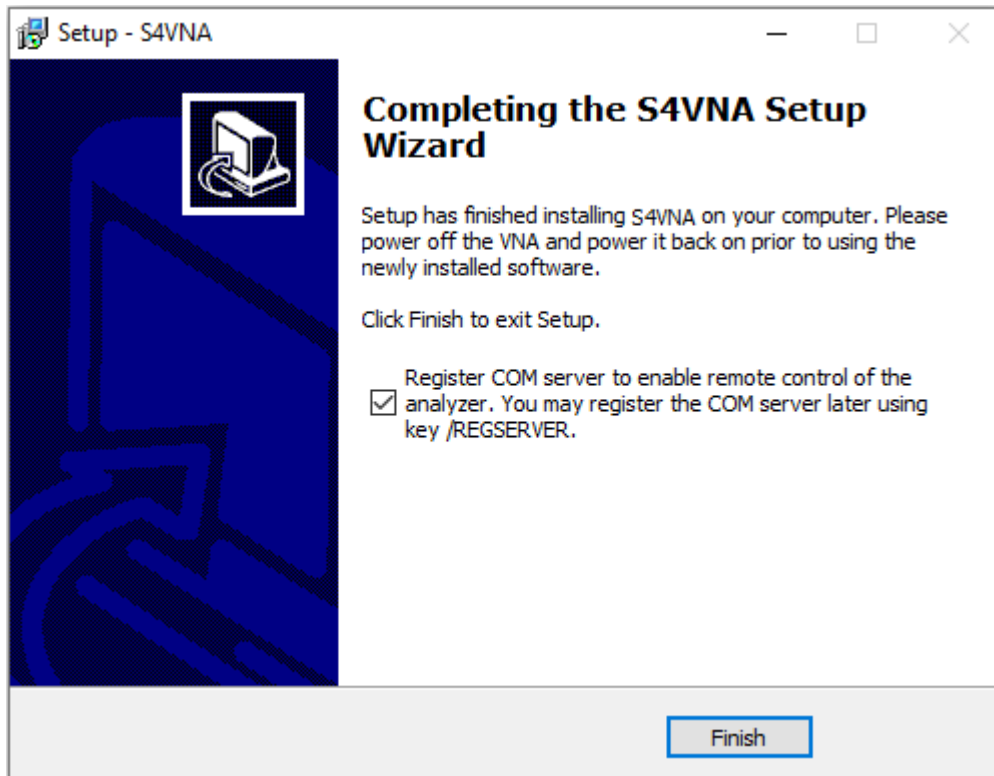 Setup - S4VNA
Completing the S4VNA Setup
Wizard
Setup has finished installing S4VNA on your computer. Please
power off the VNA and power it back on prior to using the
newly installed software.
Click Finish to exit Setup.
Register COM server to enable remote control of the
analyzer. You may register the COM server later using
key /REGSERVER.
Finish